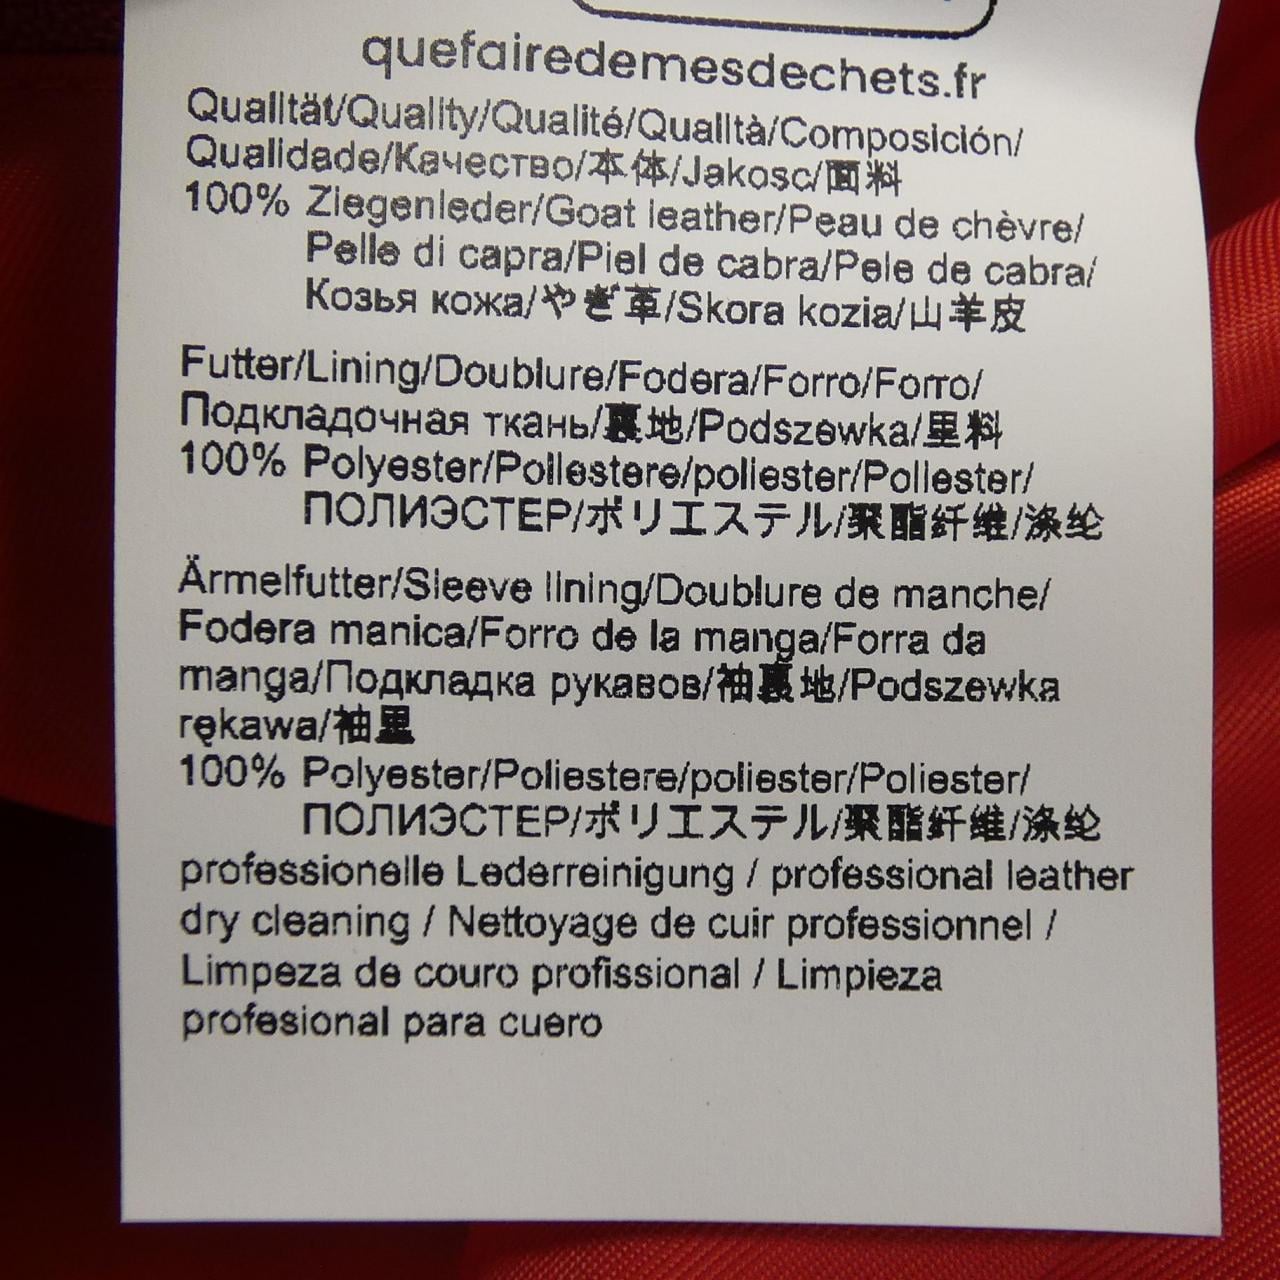 quefairedemesdechets.fr
Qualität/Quality/Qualité/Qualità/Composición/
Qualidade/Качество/本体/Jakosc/面料
100% Ziegenleder/Goat leather/Peau de chèvre/
Pelle di capra/Piel de cabra/Pele de cabra/
Козья кожа/やぎ革/Skora kozia/山羊皮
Futter/Lining/Doublure/Fodera/Forro/Forro/
Подкладочная ткань/裏地/Podszewka/里料
100% Polyester/Poliestere/poliester/Poliester/
ПОЛИЭСТЕР/ポリエステル/聚酯纤维/涤纶
Ärmelfutter/Sleeve lining/Doublure de manche/
Fodera manica/Forro de la manga/Forra da
manga/Подкладка рукавов/袖裏地/Podszewka
rękawa/袖里
100% Polyester/Poliestere/poliester/Poliester/
ПОЛИЭСТЕР/ポリエステル/聚酯纤维/涤纶
professionelle Lederreinigung / professional leather
dry cleaning / Nettoyage de cuir professionnel /
Limpeza de couro profissional / Limpieza
profesional para cuero